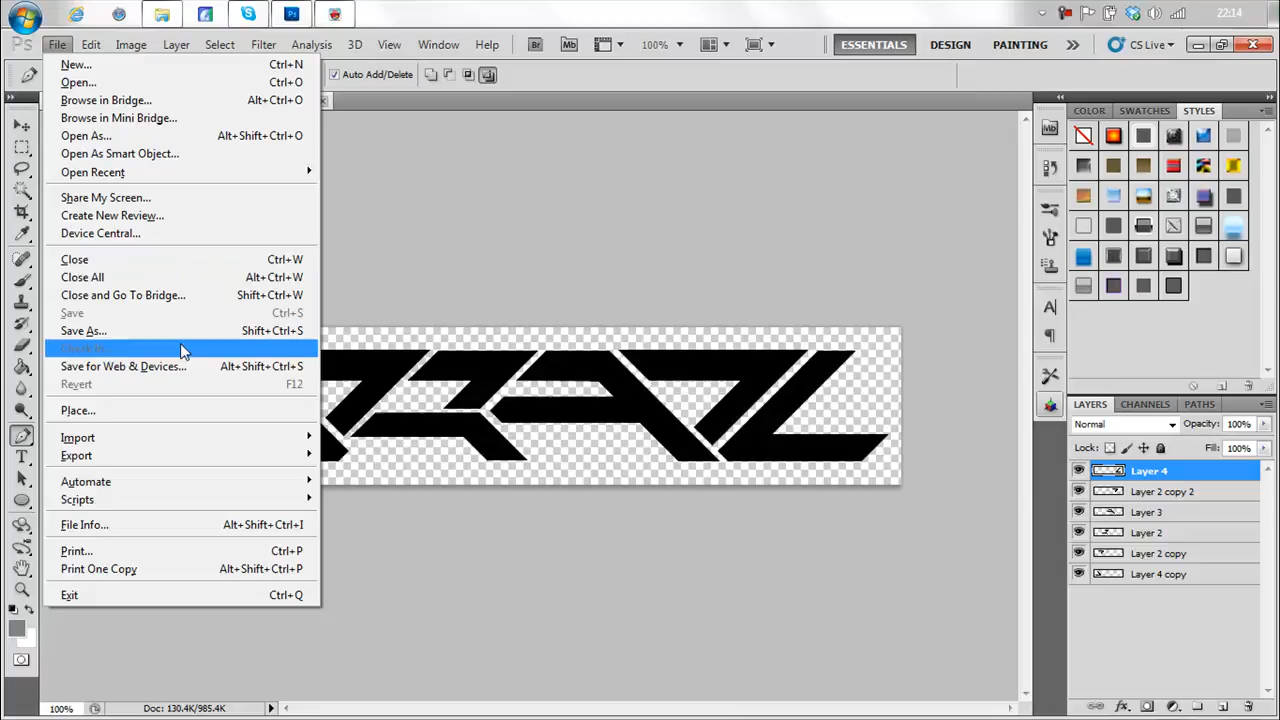 22:14
Ps File Edit Image Layer Select Filter Analysis 3D View Window Help Br Mb 100% ESSENTIALS DESIGN PAINTING CS Live
Auto Add/Delete
New... Ctrl+N
Open... Ctrl+O
Browse in Bridge... Alt+Ctrl+O
Browse in Mini Bridge...
Open As... Alt+Shift+Ctrl+O
Open As Smart Object...
Open Recent
Share My Screen...
Create New Review...
Device Central...
Close Ctrl+W
Close All Alt+Ctrl+W
Close and Go To Bridge... Shift+Ctrl+W
Save Ctrl+S
Save As... Shift+Ctrl+S
Check In...
Save for Web & Devices... Alt+Shift+Ctrl+S
Revert F12
Place...
Import
Export
Automate
Scripts
File Info... Alt+Shift+Ctrl+I
Print... Ctrl+P
Print One Copy Alt+Shift+Ctrl+P
Exit Ctrl+Q
COLOR SWATCHES STYLES
Mb
LAYERS CHANNELS PATHS
Normal Opacity: 100%
Lock: Fill: 100%
Layer 4
Layer 2 copy 2
Layer 3
Layer 2
Layer 2 copy
Layer 4 copy
100% Doc: 130.4K/985.4K